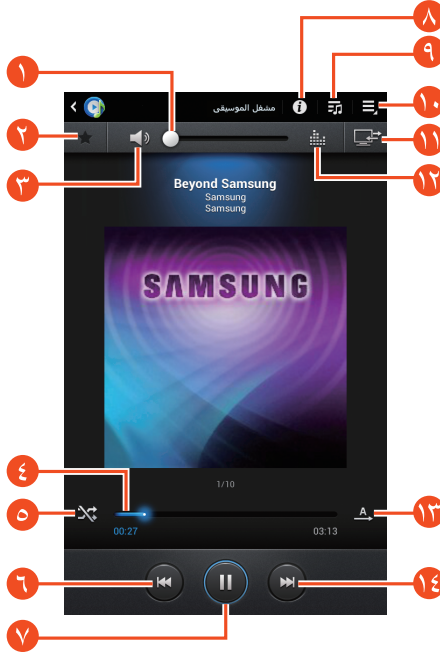 ٨
٩
١
مشغل الموسيقى
١٠
٢
١١
٣
١٢
Beyond Samsung
Samsung
Samsung
SAMSUNG
٤
1/10
٥
A
١٣
00:27
03:13
٦
١٤
٧